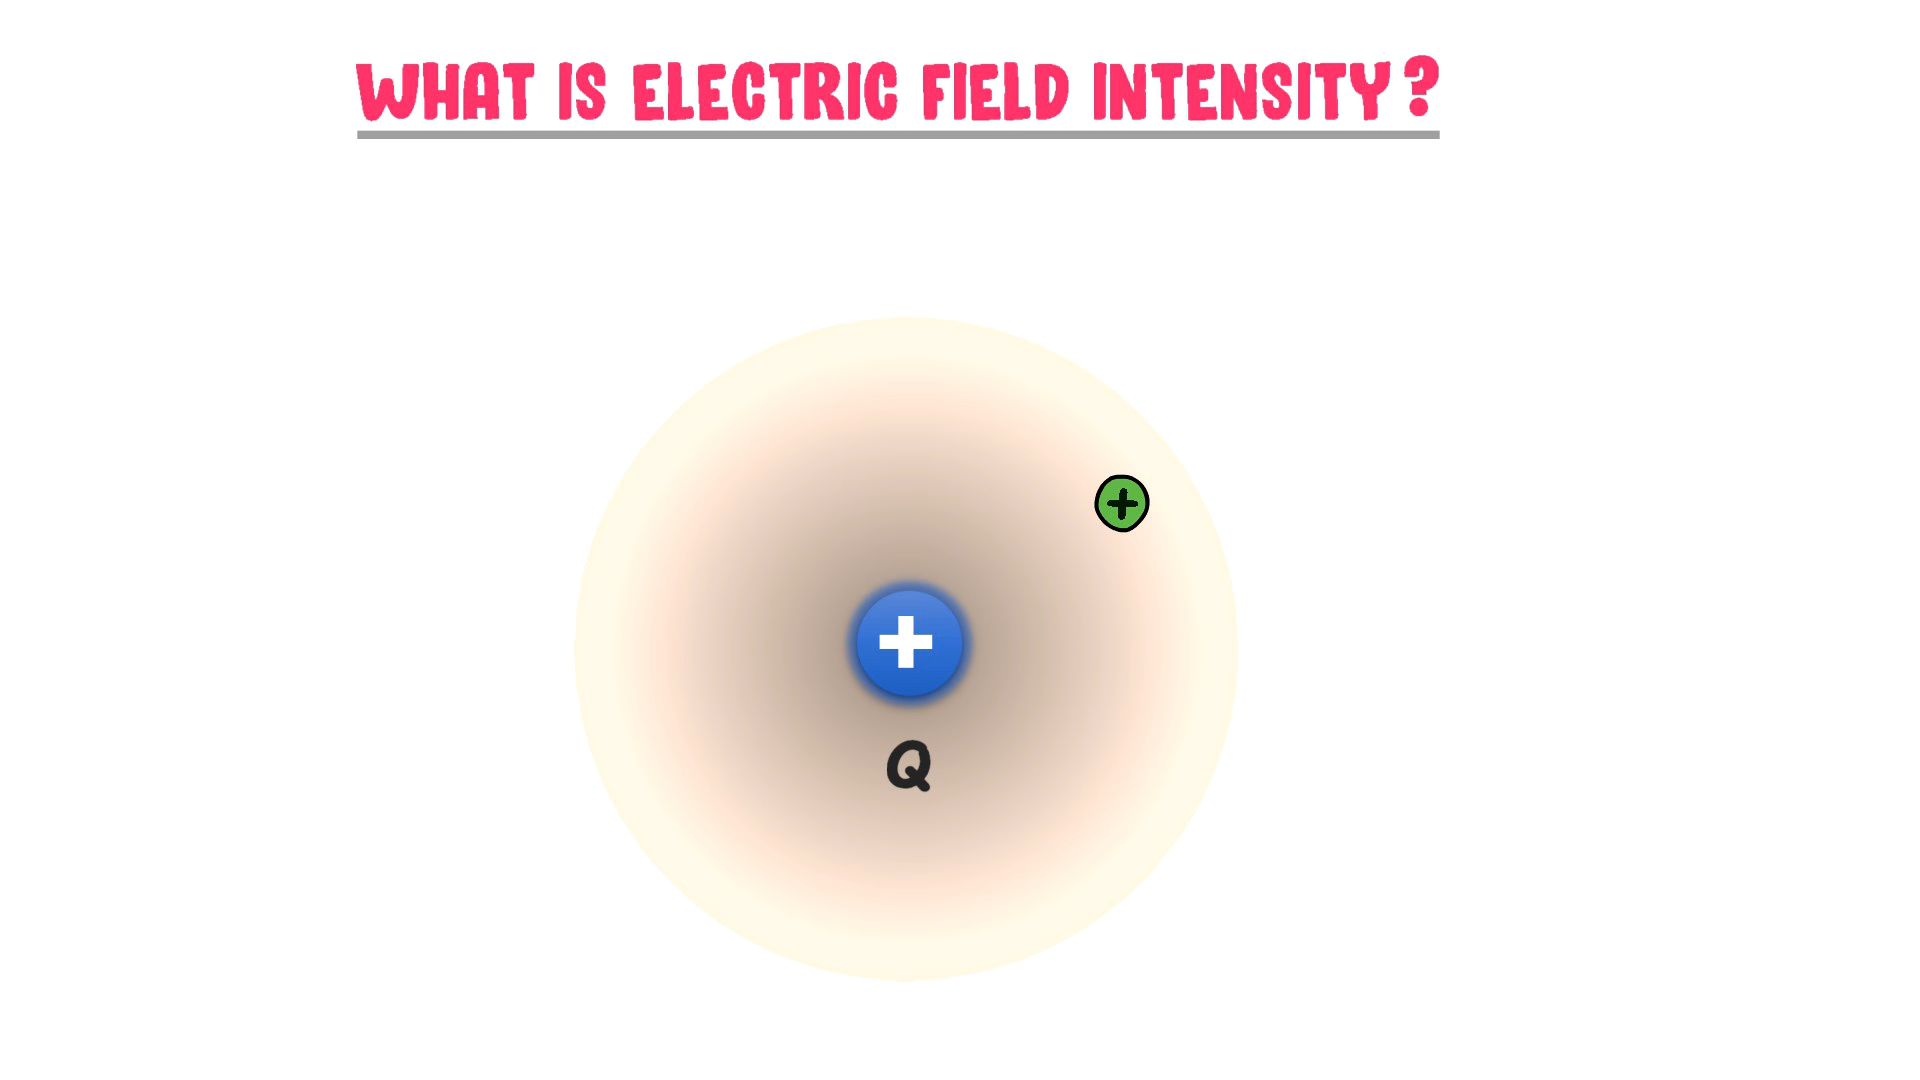 WHAT IS ELECTRIC FIELD INTENSITY?
+
+
Q